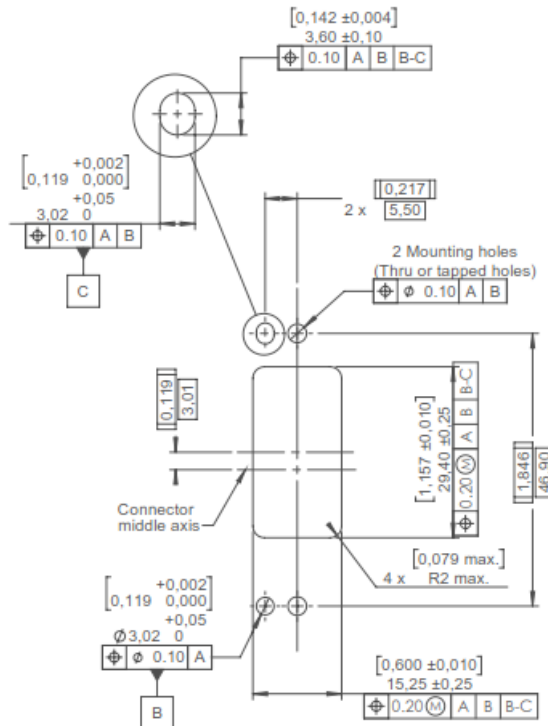 [0,142 ±0,004]
3,60 ±0,10
⌖ 0.10 A B B-C
+0,002
[0,119 0,000]
+0,05
3,02 0
⌖ 0.10 A B
C
[0,217]
2 x 5,50
2 Mounting holes
(Thru or tapped holes)
⌖ ϕ 0.10 A B
[0,119]
3,01
[1,157 ±0,010]
29,40 ±0,25
⌖ 0.20 Ⓜ A B B-C
[1,846]
46,90
Connector
middle axis
[0,079 max.]
4 x R2 max.
+0,002
[0,119 0,000]
+0,05
∅3,02 0
⌖ ϕ 0.10 A
B
[0,600 ±0,010]
15,25 ±0,25
⌖ 0.20 Ⓜ A B B-C